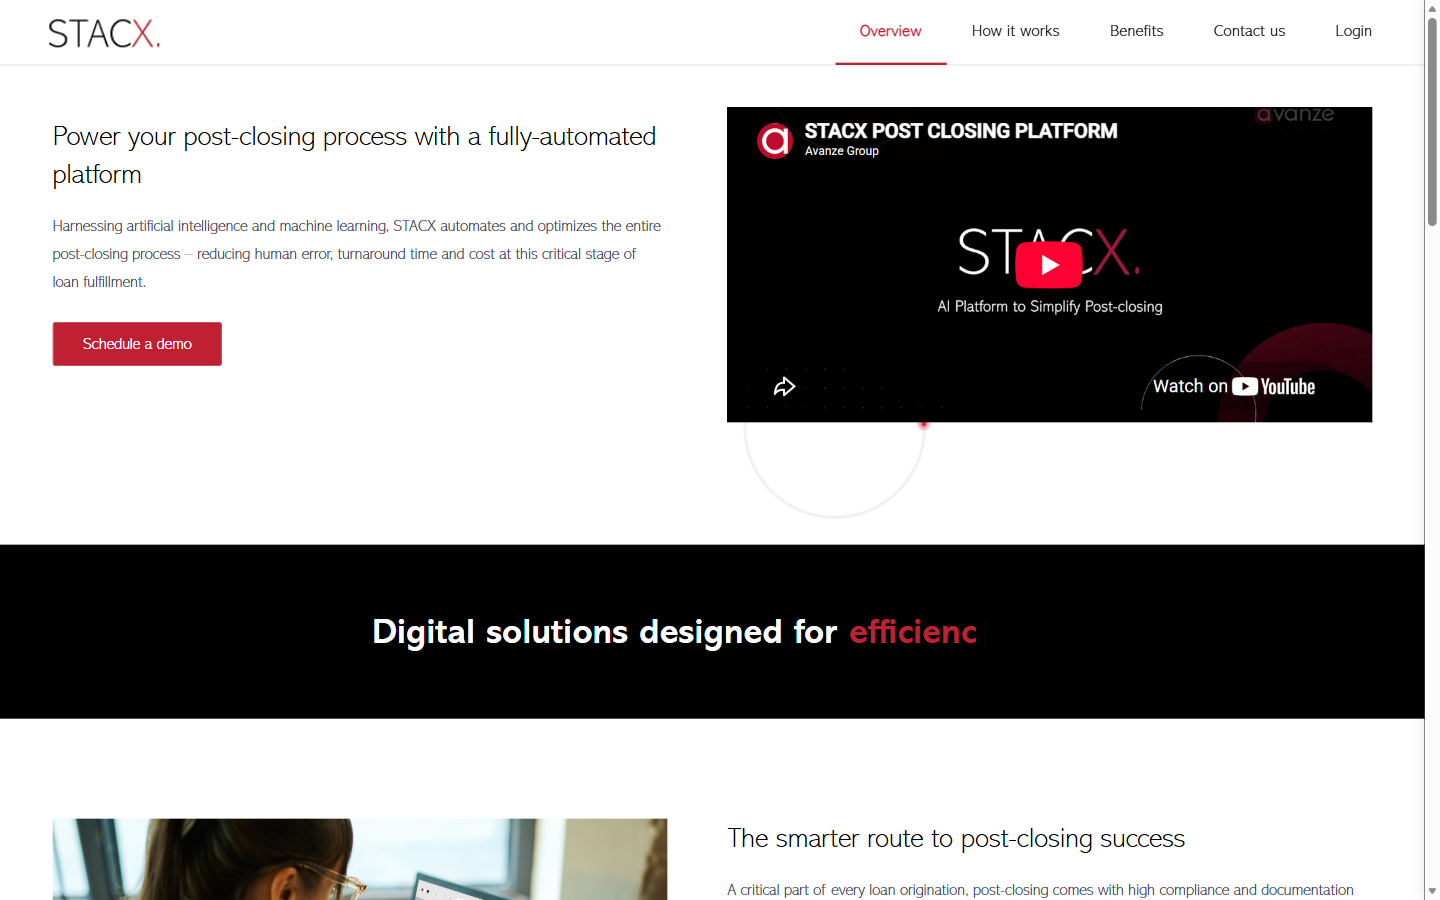 STACX.
Overview
How it works
Benefits
Contact us
Login
Power your post-closing process with a fully-automated
platform
Harnessing artificial intelligence and machine learning, STACX automates and optimizes the entire
post-closing process – reducing human error, turnaround time and cost at this critical stage of
loan fulfillment.
Schedule a demo
avanze
STACX POST CLOSING PLATFORM
Avanze Group
STACX.
AI Platform to Simplify Post-closing
Watch on YouTube
Digital solutions designed for efficienc
The smarter route to post-closing success
A critical part of every loan origination, post-closing comes with high compliance and documentation